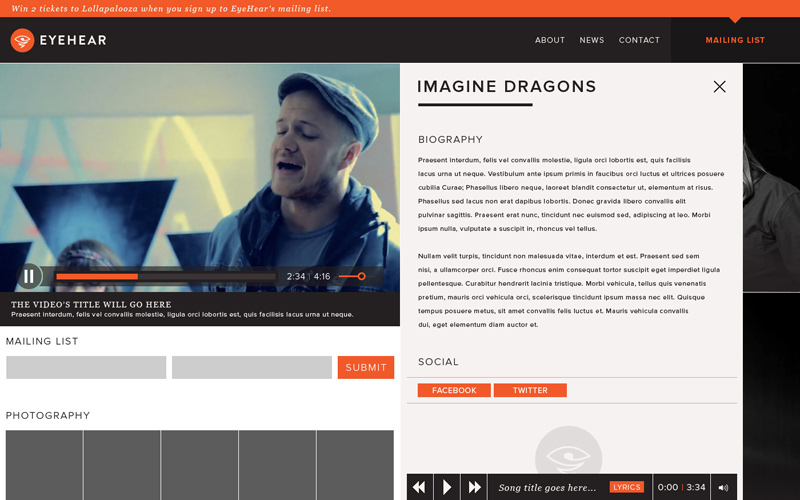 Win 2 tickets to Lollapalooza when you sign up to EyeHear's mailing list.
EYEHEAR
ABOUT NEWS CONTACT MAILING LIST
2:34 | 4:16
THE VIDEO'S TITLE WILL GO HERE
Praesent interdum, felis vel convallis molestie, ligula orci lobortis est, quis facilisis lacus urna ut neque.
MAILING LIST
SUBMIT
PHOTOGRAPHY
IMAGINE DRAGONS
BIOGRAPHY
Praesent interdum, felis vel convallis molestie, ligula orci lobortis est, quis facilisis
lacus urna ut neque. Vestibulum ante ipsum primis in faucibus orci luctus et ultrices posuere
cubilia Curae; Phasellus libero neque, laoreet blandit consectetur ut, elementum at risus.
Phasellus sed lacus non erat dapibus lobortis. Donec gravida libero convallis elit
pulvinar sagittis. Praesent erat nunc, tincidunt nec euismod sed, adipiscing at leo. Morbi
ipsum nulla, vulputate a suscipit in, rhoncus vel tellus.
Nullam velit turpis, tincidunt non malesuada vitae, interdum et est. Praesent sed sem
nisi, a ullamcorper orci. Fusce rhoncus enim consequat tortor suscipit eget imperdiet ligula
pellentesque. Curabitur hendrerit lacinia tristique. Morbi vehicula, tellus quis venenatis
pretium, mauris orci vehicula orci, scelerisque tincidunt ipsum massa nec elit. Quisque
tempus posuere metus, sit amet convallis felis luctus et. Mauris vehicula convallis
dui, eget elementum diam auctor et.
SOCIAL
FACEBOOK TWITTER
Song title goes here... LYRICS 0:00 | 3:34